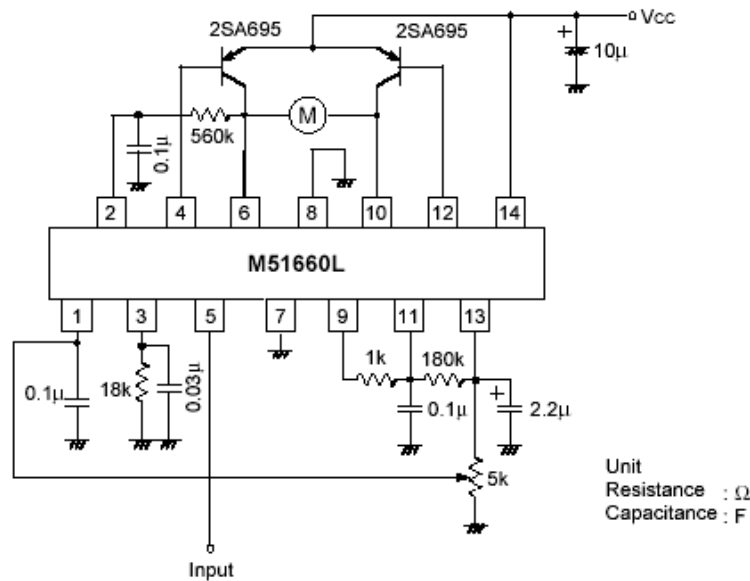 2SA695
2SA695
Vcc
+
10μ
M
560k
0.1μ
2
4
6
8
10
12
14
M51660L
1
3
5
7
9
11
13
1k
180k
0.1μ
18k
0.03μ
+
0.1μ
2.2μ
5k
Unit
Resistance : Ω
Capacitance : F
Input